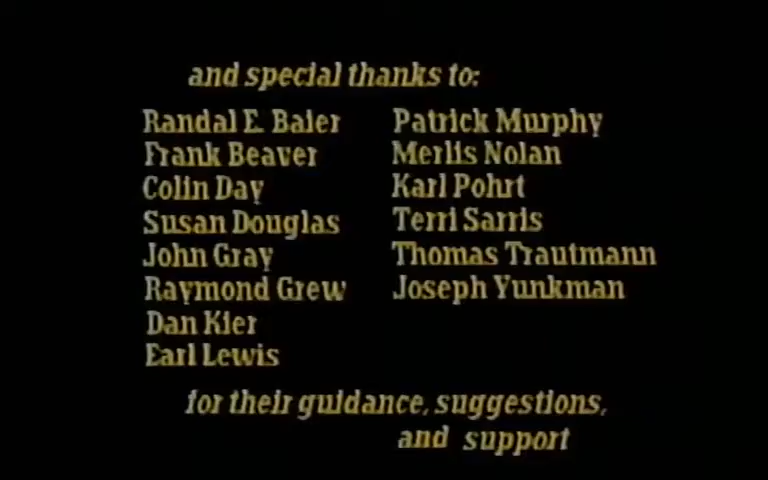 and special thanks to:
Randal E. Baier
Frank Beaver
Colin Day
Susan Douglas
John Gray
Raymond Grew
Dan Kier
Earl Lewis
Patrick Murphy
Merlis Nolan
Karl Pohrt
Terri Sarris
Thomas Trautmann
Joseph Yunkman
for their guidance, suggestions,
and support